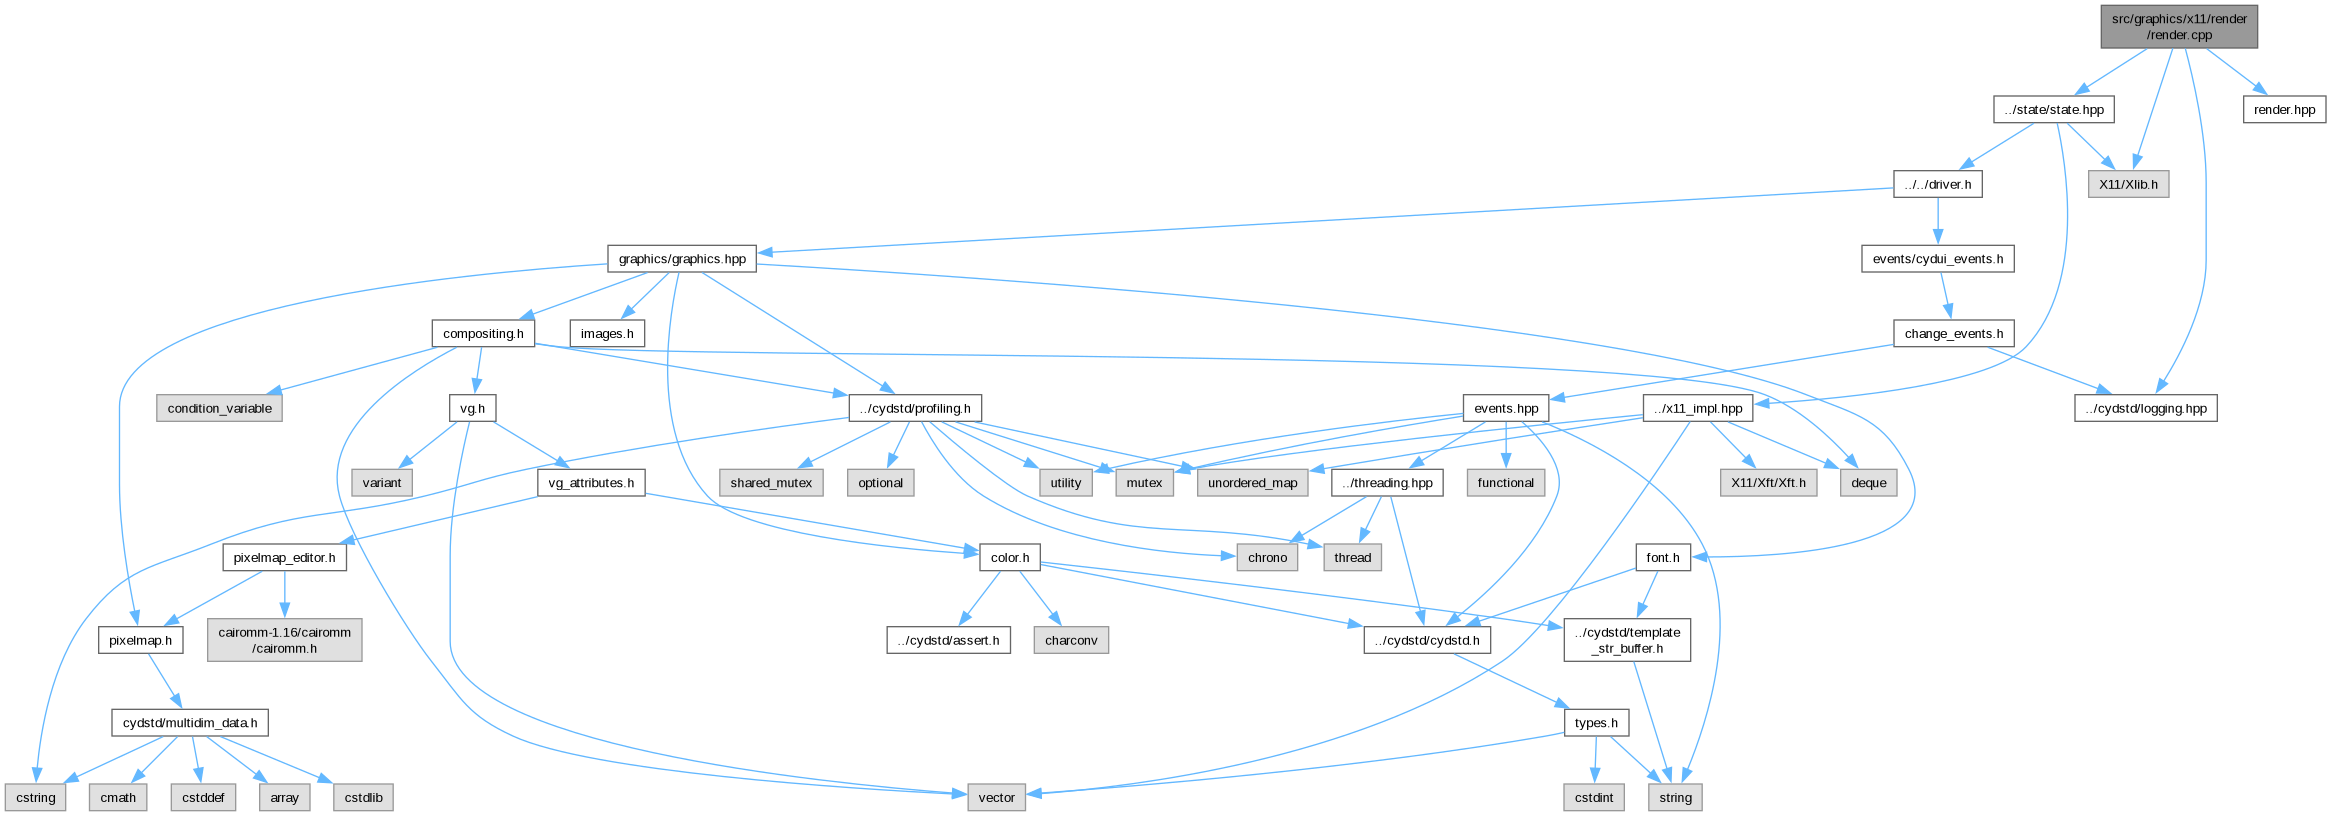 src/graphics/x11/render
/render.cpp
../state/state.hpp
render.hpp
../../driver.h
X11/Xlib.h
graphics/graphics.hpp
events/cydui_events.h
compositing.h
images.h
change_events.h
condition_variable
vg.h
../cydstd/profiling.h
events.hpp
../x11_impl.hpp
../cydstd/logging.hpp
variant
vg_attributes.h
shared_mutex
optional
utility
mutex
unordered_map
../threading.hpp
functional
X11/Xft/Xft.h
deque
pixelmap_editor.h
color.h
chrono
thread
font.h
pixelmap.h
cairomm-1.16/cairomm
/cairomm.h
../cydstd/assert.h
charconv
../cydstd/cydstd.h
../cydstd/template
_str_buffer.h
cydstd/multidim_data.h
types.h
cstring
cmath
cstddef
array
cstdlib
vector
cstdint
string